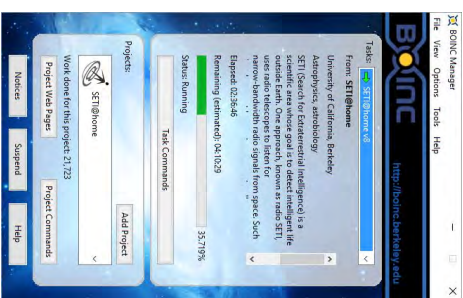 BOINC Manager
File View Options Tools Help
BOINC
http://boinc.berkeley.edu
Tasks: SETI@home v8
From: SETI@home
University of California, Berkeley
Astrophysics, astrobiology
SETI (Search for Extraterrestrial Intelligence) is a
scientific area whose goal is to detect intelligent life
outside Earth. One approach, known as radio SETI,
uses radio telescopes to listen for
narrow-bandwidth radio signals from space. Such
Elapsed: 02:36:46
Remaining (estimated): 04:10:29
35.719%
Status: Running
Task Commands
Projects:
Add Project
SETI@home
Work done for this project: 21,723
Project Web Pages
Project Commands
Notices
Suspend
Help